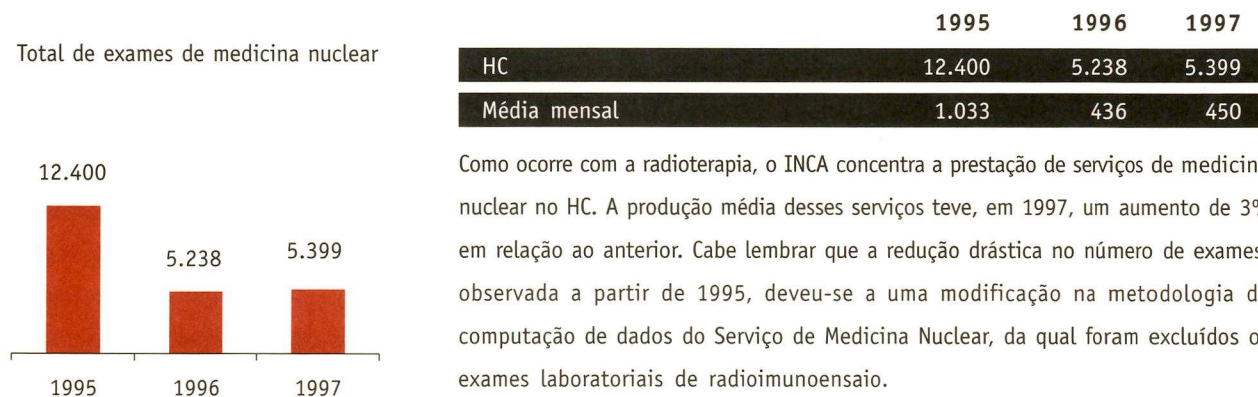 Total de exames de medicina nuclear
12.400
5.238
5.399
1995 1996 1997
1995 1996 1997
HC 12.400 5.238 5.399
Média mensal 1.033 436 450
Como ocorre com a radioterapia, o INCA concentra a prestação de serviços de medicin
nuclear no HC. A produção média desses serviços teve, em 1997, um aumento de 3%
em relação ao anterior. Cabe lembrar que a redução drástica no número de exames
observada a partir de 1995, deveu-se a uma modificação na metodologia d
computação de dados do Serviço de Medicina Nuclear, da qual foram excluídos o
exames laboratoriais de radioimunoensaio.